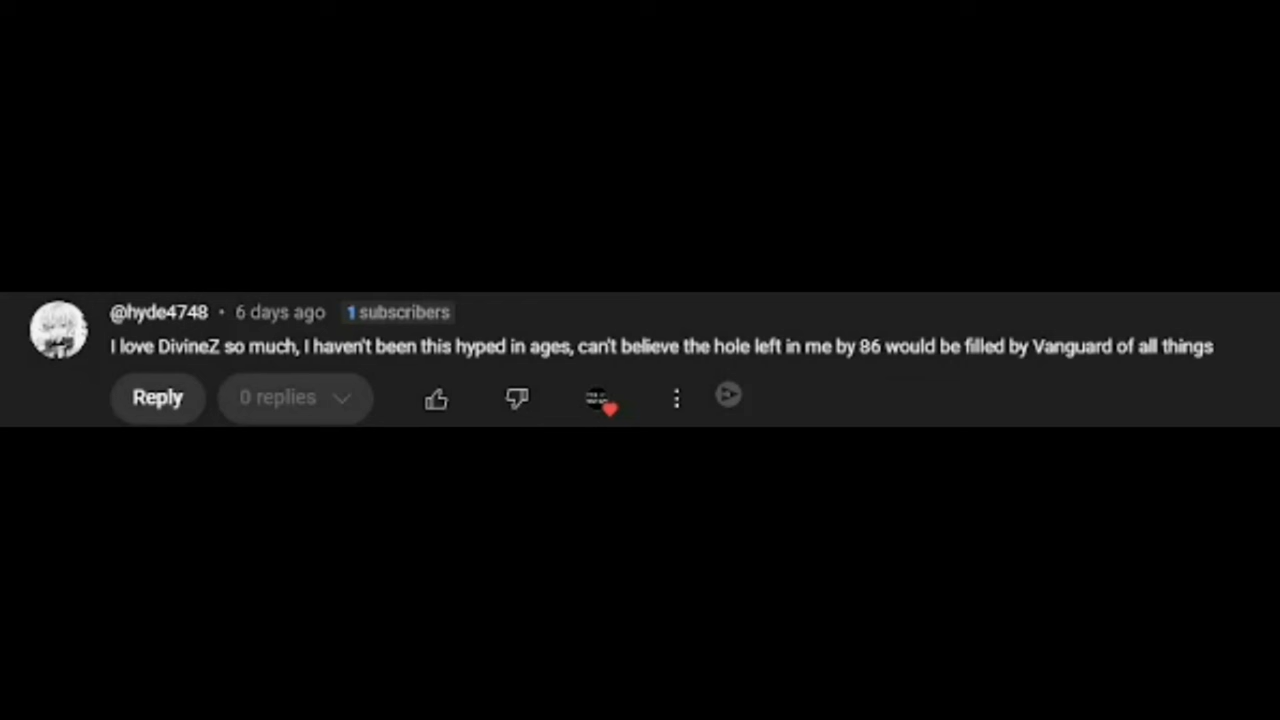 @hyde4748 • 6 days ago 1 subscribers
I love DivineZ so much, I haven't been this hyped in ages, can't believe the hole left in me by 86 would be filled by Vanguard of all things
Reply 0 replies